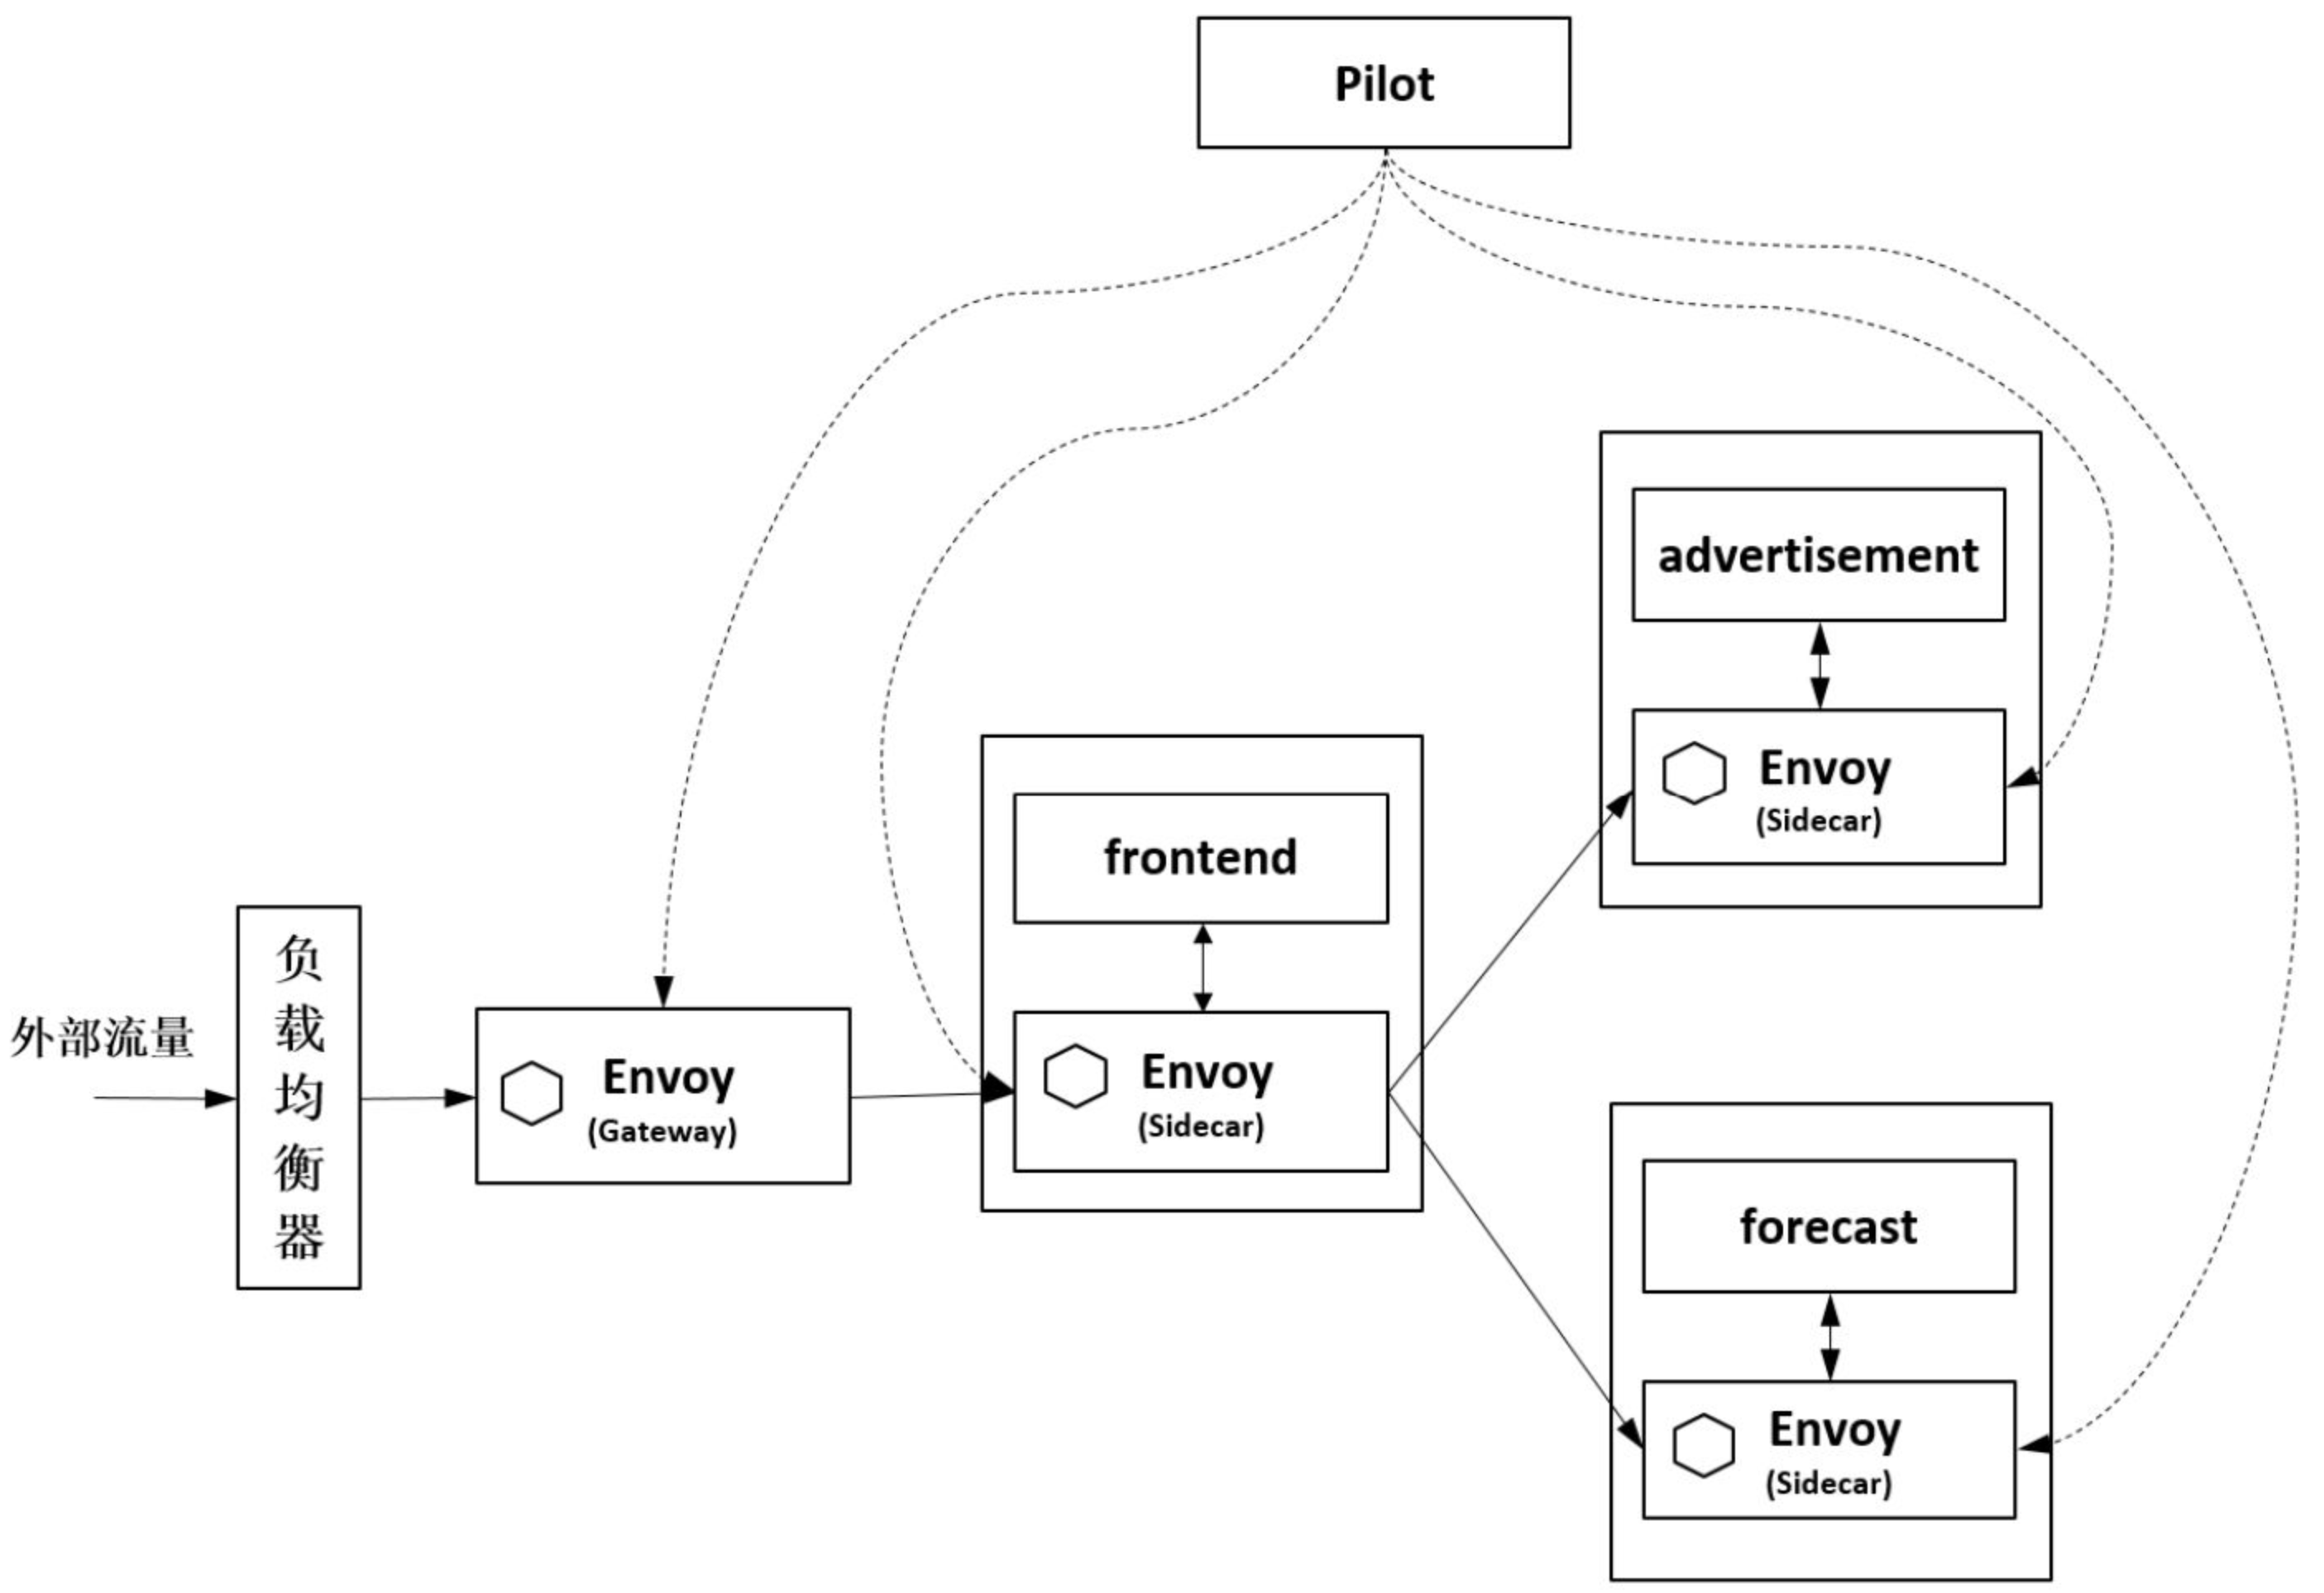 Pilot
advertisement
Envoy
(Sidecar)
frontend
Envoy
(Sidecar)
外部流量
负载均衡器
Envoy
(Gateway)
forecast
Envoy
(Sidecar)